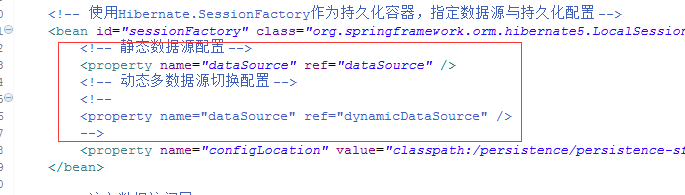 <!-- 使用Hibernate.SessionFactory作为持久化容器，指定数据源与持久化配置 -->
<bean id="sessionFactory" class="org.springframework.orm.hibernate5.LocalSession
<!-- 静态数据源配置 -->
<property name="dataSource" ref="dataSource" />
<!-- 动态多数据源切换配置 -->
<!--
<property name="dataSource" ref="dynamicDataSource" />
-->
<property name="configLocation" value="classpath:/persistence/persistence-sf
</bean>